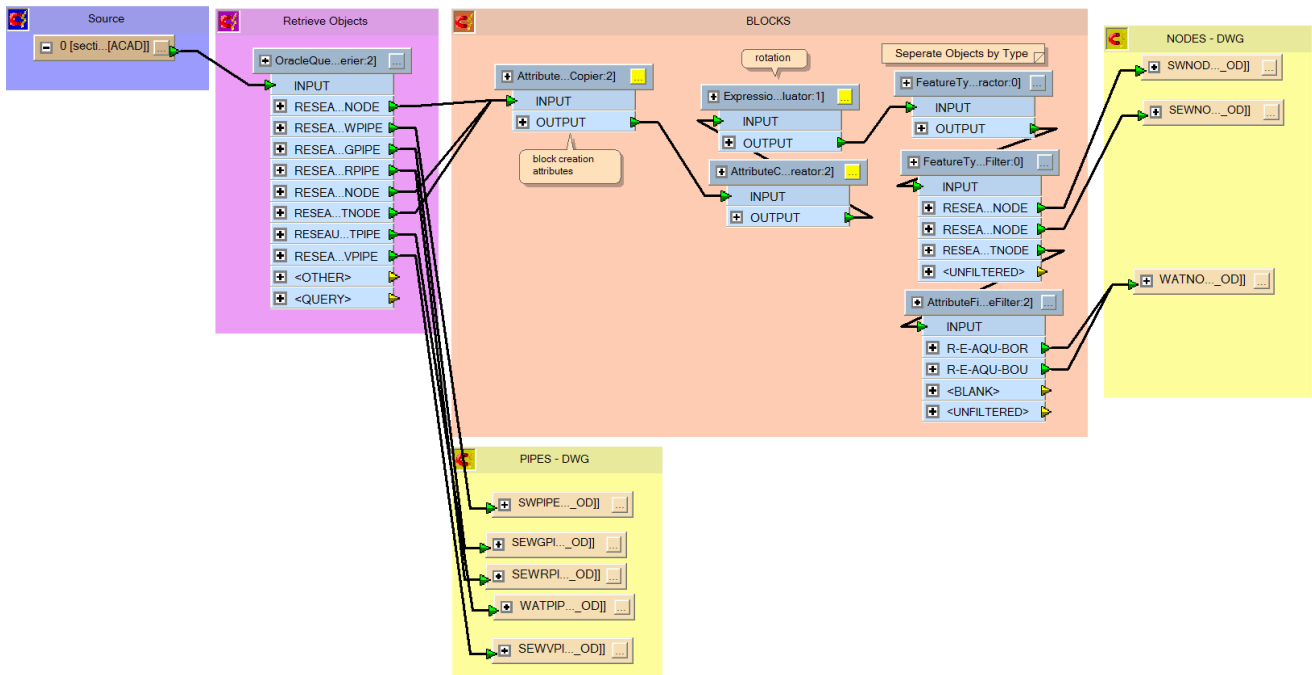 Source
0 [secti...[ACAD]] ...
Retrieve Objects
OracleQue...erier:2] ...
INPUT
RESEA...NODE
RESEA...WPIPE
RESEA...GPIPE
RESEA...RPIPE
RESEA...NODE
RESEA...TNODE
RESEAU...TPIPE
RESEA...VPIPE
<OTHER>
<QUERY>
BLOCKS
Attribute...Copier:2] ...
INPUT
OUTPUT
block creation
attributes
rotation
Expressio...luator:1] ...
INPUT
OUTPUT
AttributeC...reator:2] ...
INPUT
OUTPUT
Seperate Objects by Type
FeatureTy...ractor:0] ...
INPUT
OUTPUT
FeatureTy...Filter:0] ...
INPUT
RESEA...NODE
RESEA...NODE
RESEA...TNODE
<UNFILTERED>
AttributeFi...eFilter:2] ...
INPUT
R-E-AQU-BOR
R-E-AQU-BOU
<BLANK>
<UNFILTERED>
NODES - DWG
SWNOD..._OD]] ...
SEWNO..._OD]] ...
WATNO..._OD]] ...
PIPES - DWG
SWPIPE..._OD]] ...
SEWGPI..._OD]] ...
SEWRPI..._OD]] ...
WATPIP..._OD]] ...
SEWVPI..._OD]] ...